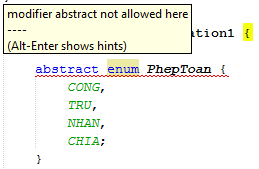 modifier abstract not allowed here
----
(Alt-Enter shows hints)
ation1 {
abstract enum PhepToan {
CONG,
TRU,
NHAN,
CHIA;
}